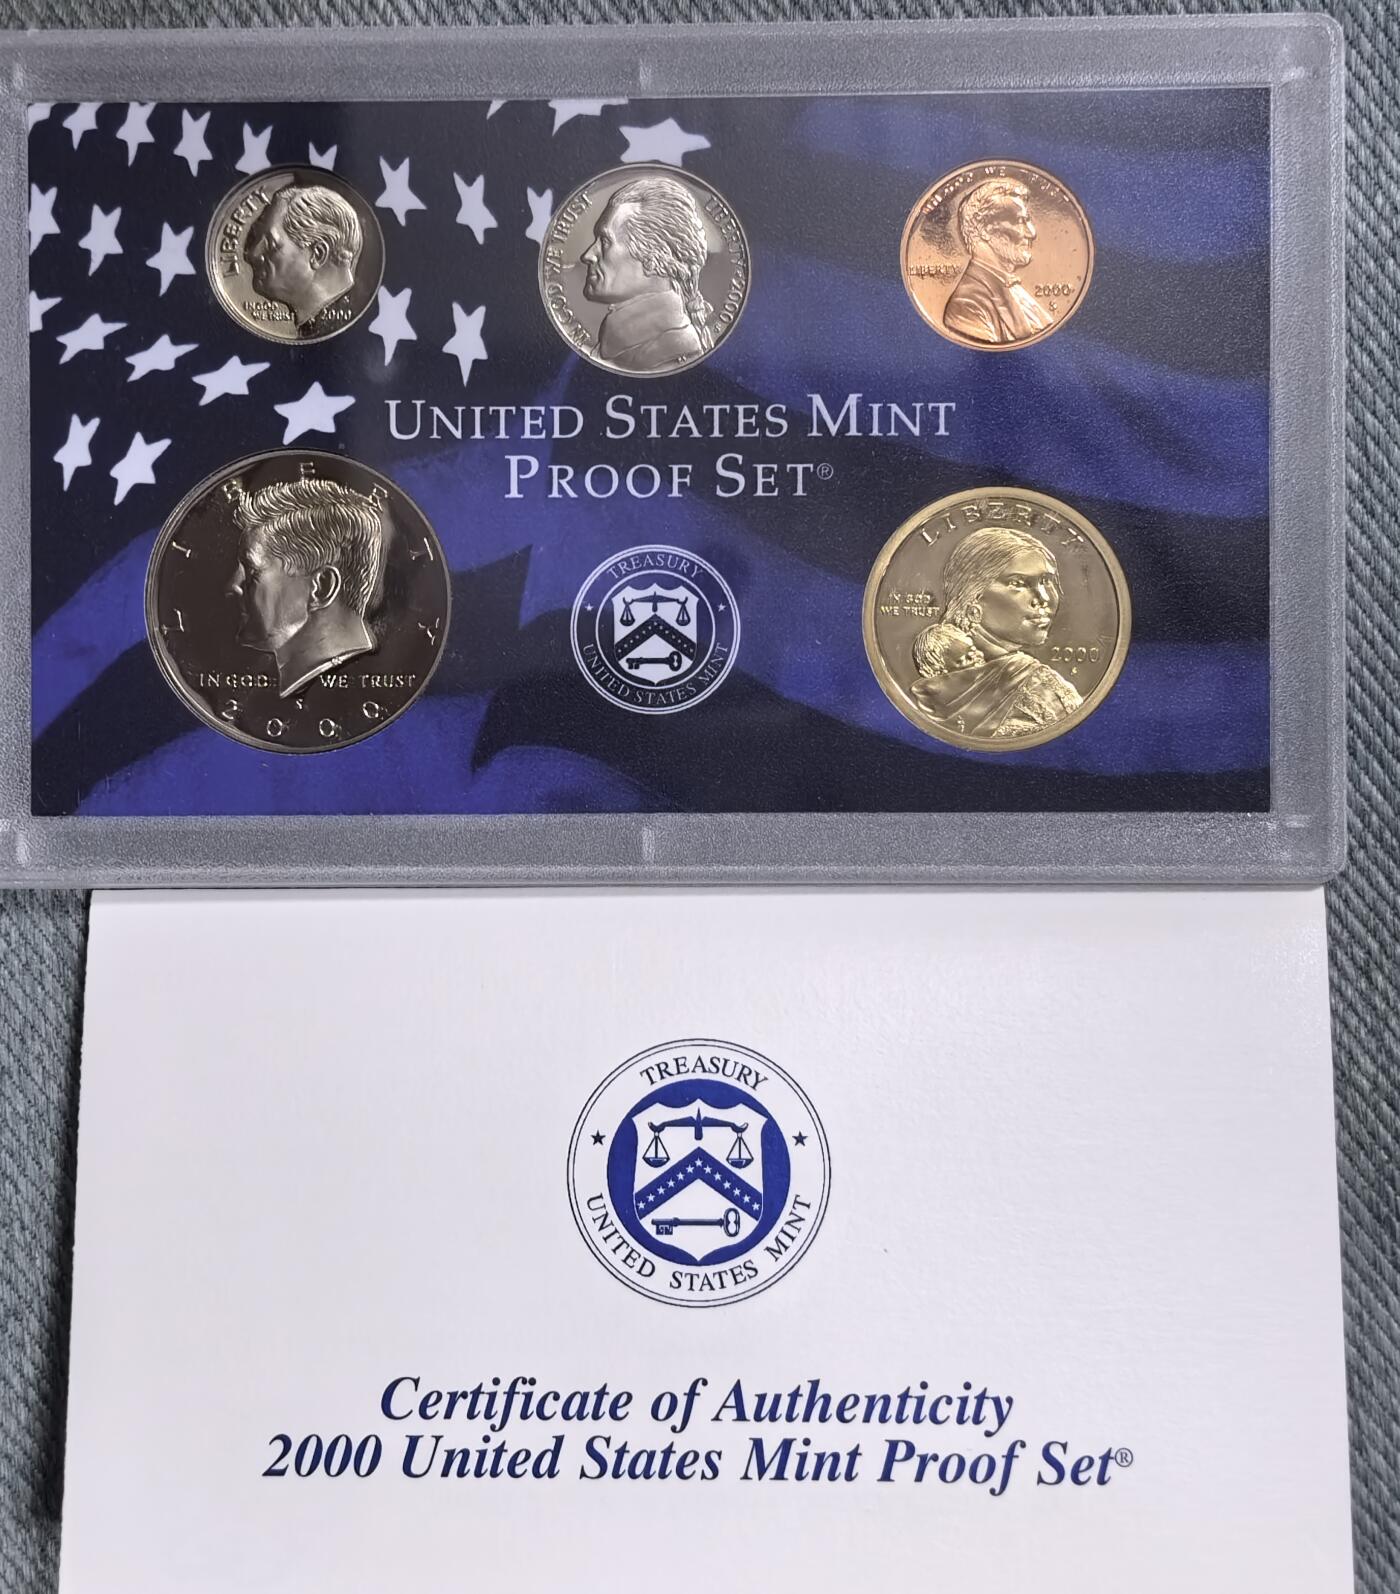 LIBERTY
IN GOD
WE TRUST
2000
S
IN GOD WE TRUST
LIBERTY 2000
IN GOD WE TRUST
LIBERTY
2000
S
UNITED STATES MINT
PROOF SET®
LIBERTY
IN GOD WE TRUST
S
2000
TREASURY
UNITED STATES MINT
LIBERTY
IN GOD
WE TRUST
2000
S
TREASURY
UNITED STATES MINT
Certificate of Authenticity
2000 United States Mint Proof Set®